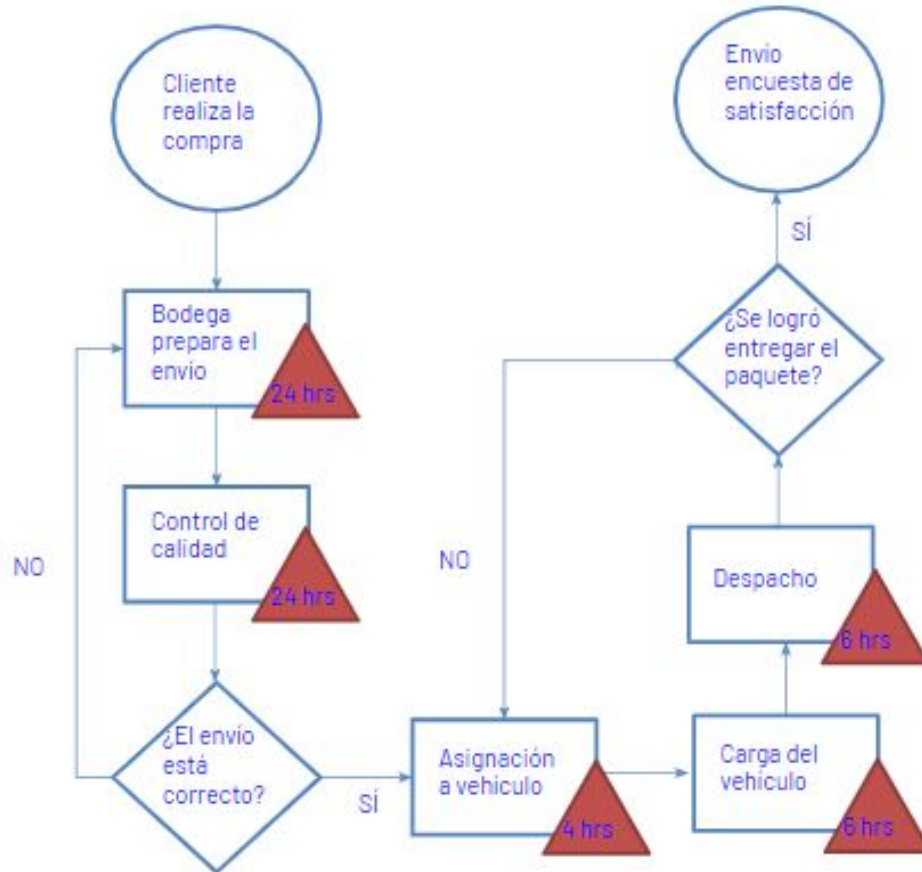 Cliente
realiza la
compra
Bodega
prepara el
envío
24 hrs
Control de
calidad
24 hrs
NO
¿El envío
está
correcto?
SÍ
Asignación
a vehículo
4 hrs
Carga del
vehículo
6 hrs
Despacho
6 hrs
¿Se logró
entregar el
paquete?
NO
SÍ
Envío
encuesta de
satisfacción